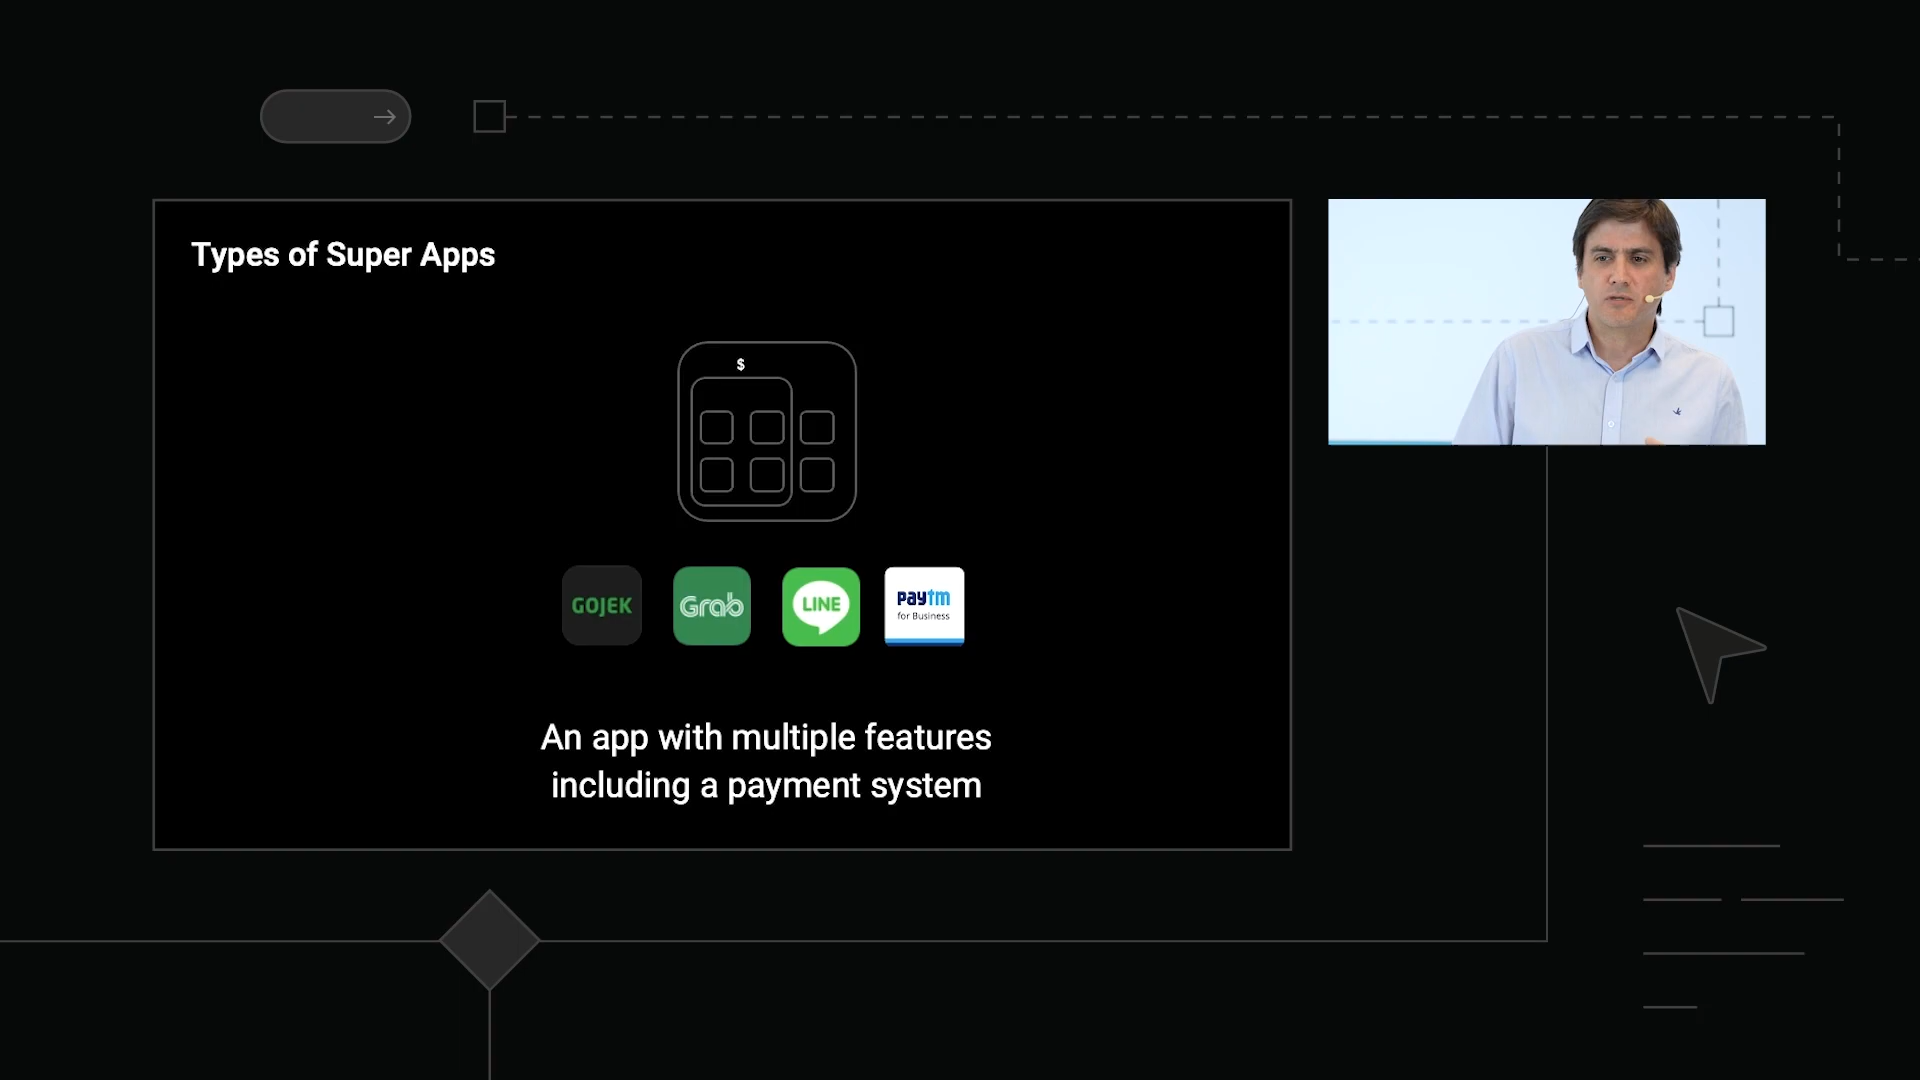 Types of Super Apps
$
GOJEK
Grab
LINE
paytm
for Business
An app with multiple features
including a payment system